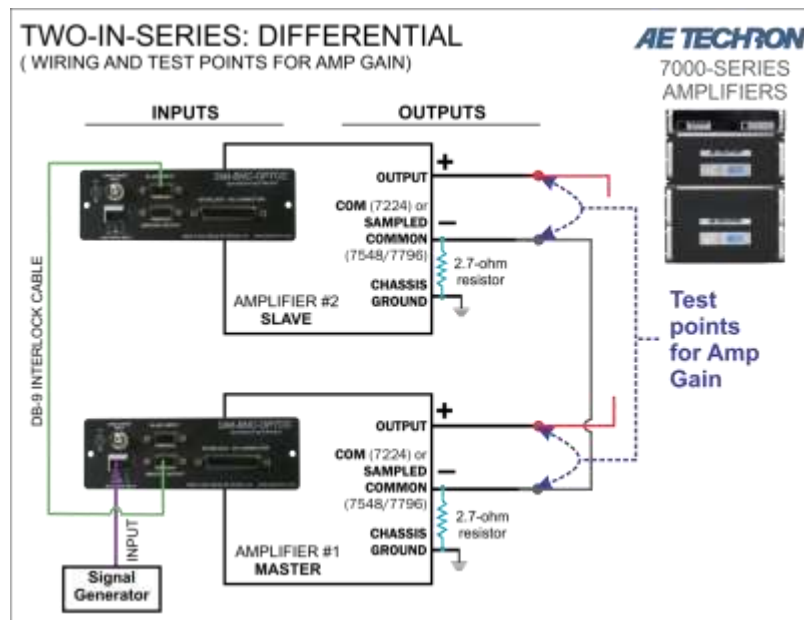 TWO-IN-SERIES: DIFFERENTIAL
( WIRING AND TEST POINTS FOR AMP GAIN)
AE TECHRON
7000-SERIES
AMPLIFIERS
INPUTS
OUTPUTS
+
OUTPUT
COM (7224) or
SAMPLED
–
COMMON
(7548/7796)
2.7-ohm
resistor
CHASSIS
GROUND
AMPLIFIER #2
SLAVE
DB-9 INTERLOCK CABLE
Test
points
for Amp
Gain
+
OUTPUT
COM (7224) or
SAMPLED
–
COMMON
(7548/7796)
2.7-ohm
resistor
CHASSIS
GROUND
AMPLIFIER #1
MASTER
INPUT
Signal
Generator